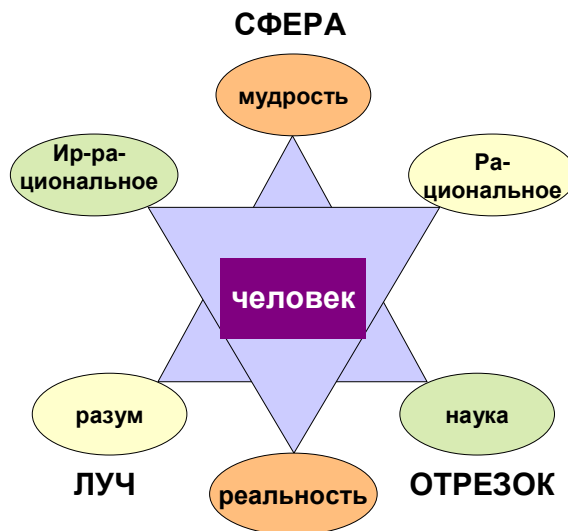 СФЕРА
мудрость
Ир-ра-
циональное
Ра-
циональное
человек
разум
наука
ЛУЧ
реальность
ОТРЕЗОК